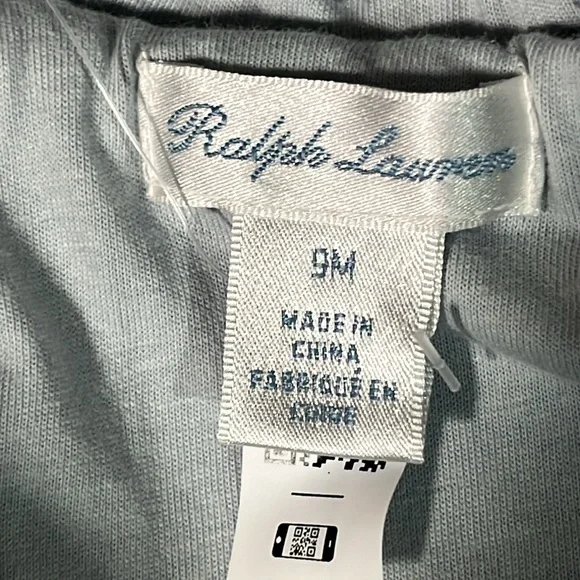 Ralph Lauren
9M
MADE IN
CHINA
FABRIQUÉ EN
CHINE